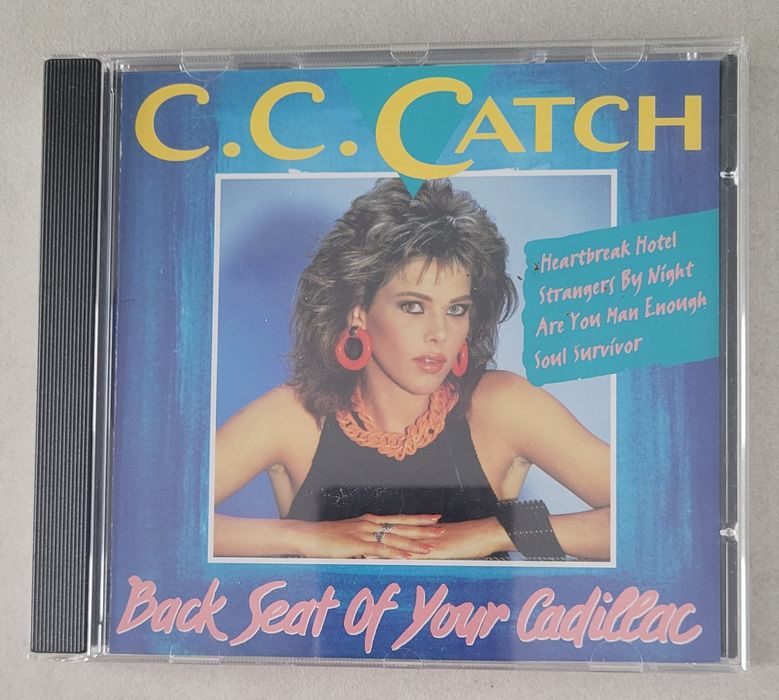 C.C. CATCH
Heartbreak Hotel
Strangers By Night
Are You Man Enough
Soul Survivor
Back Seat Of Your Cadillac